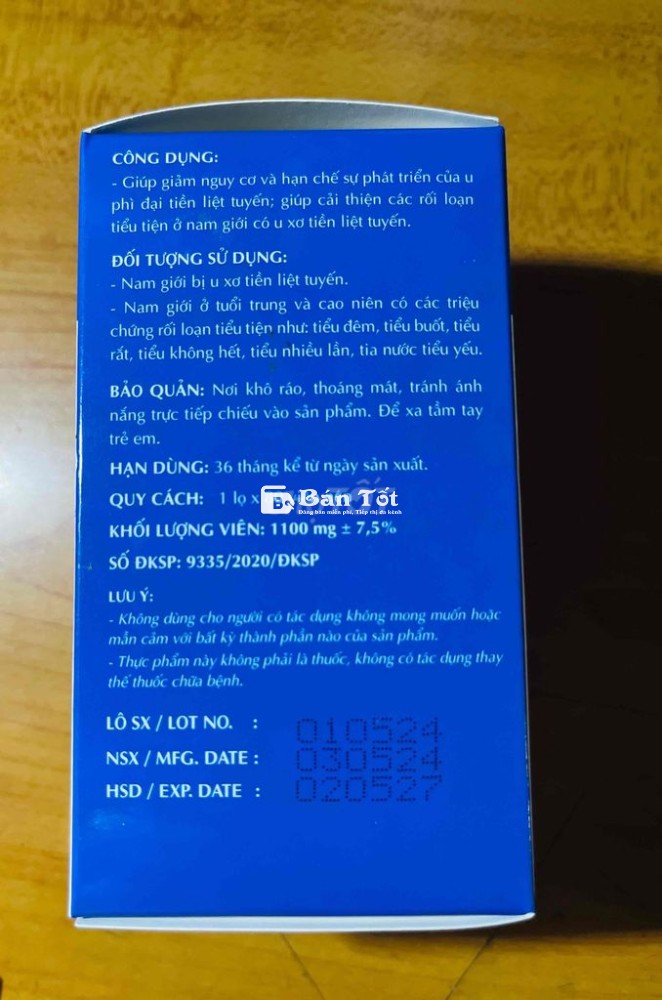 CÔNG DỤNG:
- Giúp giảm nguy cơ và hạn chế sự phát triển của u
phì đại tiền liệt tuyến; giúp cải thiện các rối loạn
tiểu tiện ở nam giới có u xơ tiền liệt tuyến.
ĐỐI TƯỢNG SỬ DỤNG:
- Nam giới bị u xơ tiền liệt tuyến.
- Nam giới ở tuổi trung và cao niên có các triệu
chứng rối loạn tiểu tiện như: tiểu đêm, tiểu buốt, tiểu
rắt, tiểu không hết, tiểu nhiều lần, tia nước tiểu yếu.
BẢO QUẢN: Nơi khô ráo, thoáng mát, tránh ánh
nắng trực tiếp chiếu vào sản phẩm. Để xa tầm tay
trẻ em.
HẠN DÙNG: 36 tháng kể từ ngày sản xuất.
QUY CÁCH: 1 lọ x
Bán Tốt
Đăng bán miễn phí, Tiếp thị đa kênh
KHỐI LƯỢNG VIÊN: 1100 mg ± 7,5%
SỐ ĐKSP: 9335/2020/ĐKSP
LƯU Ý:
- Không dùng cho người có tác dụng không mong muốn hoặc
mẫn cảm với bất kỳ thành phần nào của sản phẩm.
- Thực phẩm này không phải là thuốc, không có tác dụng thay
thế thuốc chữa bệnh.
LÔ SX / LOT NO. : 010524
NSX / MFG. DATE : 030524
HSD / EXP. DATE : 020527